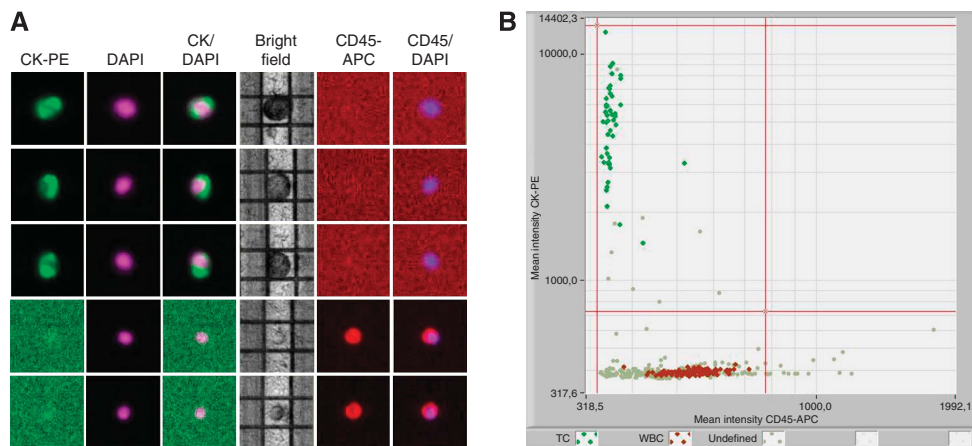 A
CK-PE
DAPI
CK/
DAPI
Bright
field
CD45-
APC
CD45/
DAPI
B
14402,3
10000,0
Mean intensity CK-PE
1000,0
317,6
318,5
1000,0
1992,1
Mean intensity CD45-APC
TC
WBC
Undefined